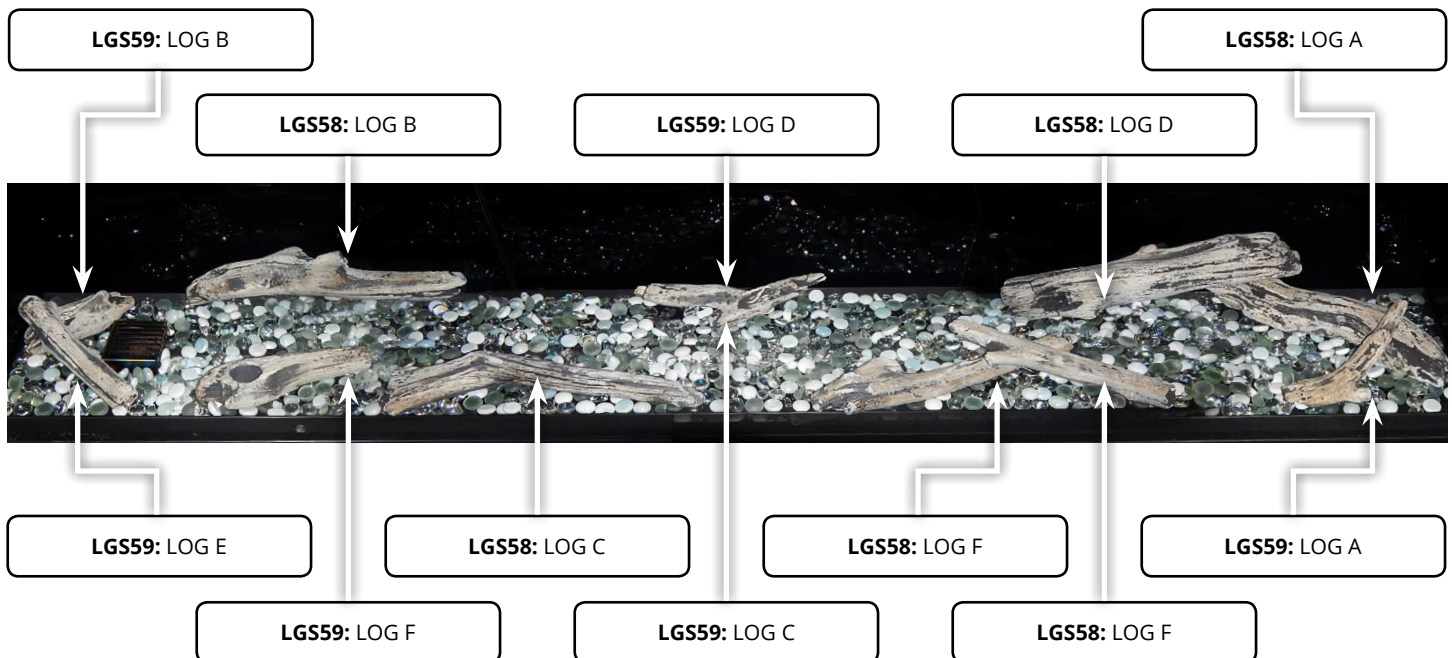 LGS59: LOG B
LGS58: LOG A
LGS58: LOG B
LGS59: LOG D
LGS58: LOG D
LGS59: LOG E
LGS58: LOG C
LGS58: LOG F
LGS59: LOG A
LGS59: LOG F
LGS59: LOG C
LGS58: LOG F